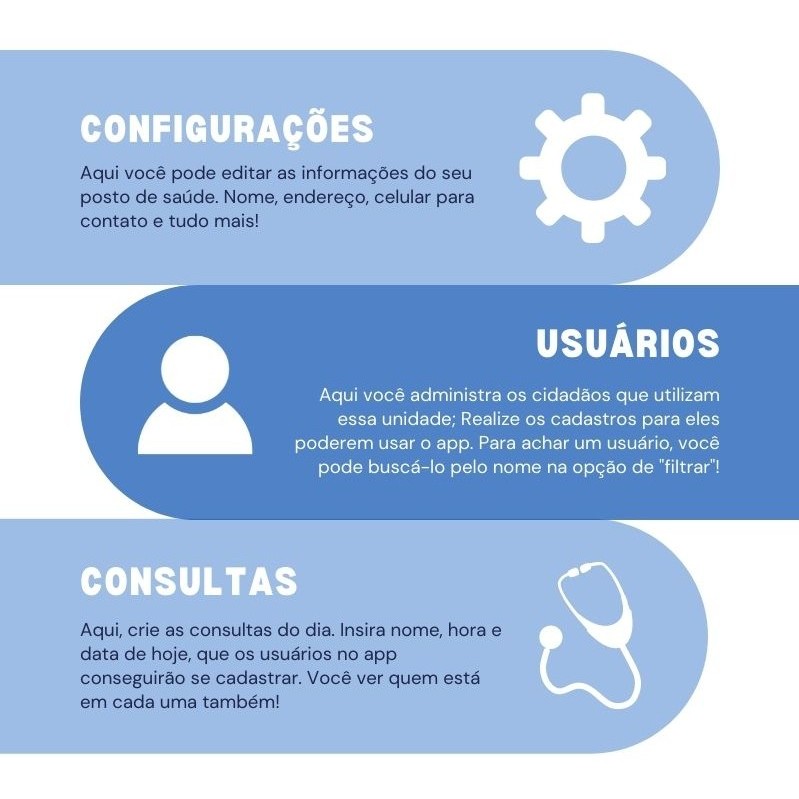 CONFIGURAÇÕES
Aqui você pode editar as informações do seu
posto de saúde. Nome, endereço, celular para
contato e tudo mais!
USUÁRIOS
Aqui você administra os cidadãos que utilizam
essa unidade; Realize os cadastros para eles
poderem usar o app. Para achar um usuário, você
pode buscá-lo pelo nome na opção de "filtrar"!
CONSULTAS
Aqui, crie as consultas do dia. Insira nome, hora e
data de hoje, que os usuários no app
conseguirão se cadastrar. Você ver quem está
em cada uma também!